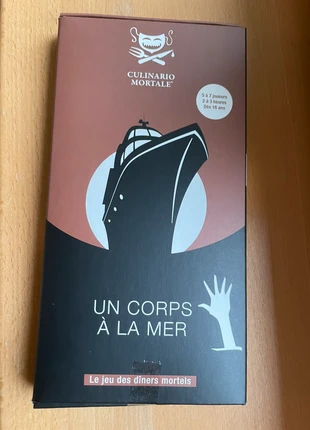 CULINARIO
MORTALE™
5 à 7 joueurs
2 à 3 heures
Dès 16 ans
UN CORPS
À LA MER
Le jeu des dîners mortels